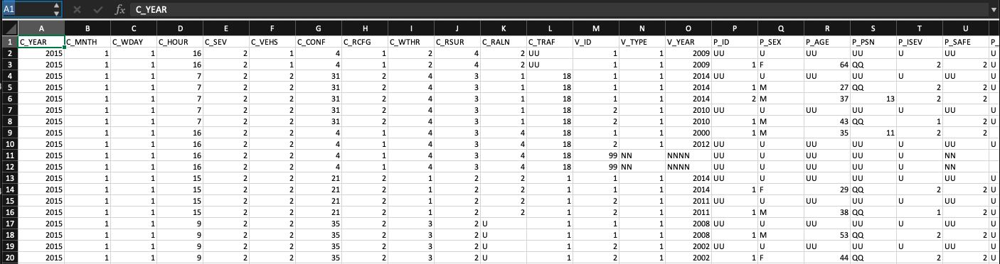 A1 fx C_YEAR
A B C D E F G H I J K L M N O P Q R S T U
1 C_YEAR C_MNTH C_WDAY C_HOUR C_SEV C_VEHS C_CONF C_RCFG C_WTHR C_RSUR C_RALN C_TRAF V_ID V_TYPE V_YEAR P_ID P_SEX P_AGE P_PSN P_ISEV P_SAFE P_
2 2015 1 1 16 2 1 4 1 2 4 2 UU 1 1 2009 UU U UU UU U UU U
3 2015 1 1 16 2 1 4 1 2 4 2 UU 1 1 2009 1 F 64 QQ 2 2 U
4 2015 1 1 7 2 2 31 2 4 3 1 18 1 1 2014 UU U UU UU U UU U
5 2015 1 1 7 2 2 31 2 4 3 1 18 1 1 2014 1 M 27 QQ 2 2 U
6 2015 1 1 7 2 2 31 2 4 3 1 18 1 1 2014 2 M 37 13 2 2
7 2015 1 1 7 2 2 31 2 4 3 1 18 2 1 2010 UU U UU UU U UU U
8 2015 1 1 7 2 2 31 2 4 3 1 18 2 1 2010 1 M 43 QQ 1 2 U
9 2015 1 1 16 2 2 4 1 4 3 4 18 1 1 2000 1 M 35 11 2 2
10 2015 1 1 16 2 2 4 1 4 3 4 18 2 1 2012 UU U UU UU U UU U
11 2015 1 1 16 2 2 4 1 4 3 4 18 99 NN NNNN UU U UU UU U NN
12 2015 1 1 16 2 2 4 1 4 3 4 18 99 NN NNNN UU U UU UU U NN
13 2015 1 1 15 2 2 21 2 1 2 2 1 1 1 2014 UU U UU UU U UU U
14 2015 1 1 15 2 2 21 2 1 2 2 1 1 1 2014 1 F 29 QQ 2 2 U
15 2015 1 1 15 2 2 21 2 1 2 2 1 2 1 2011 UU U UU UU U UU U
16 2015 1 1 15 2 2 21 2 1 2 2 1 2 1 2011 1 M 38 QQ 1 2 U
17 2015 1 1 9 2 2 35 2 3 2 U 1 1 1 2008 UU U UU UU U UU U
18 2015 1 1 9 2 2 35 2 3 2 U 1 1 1 2008 1 M 53 QQ 2 2 U
19 2015 1 1 9 2 2 35 2 3 2 U 1 2 1 2002 UU U UU UU U UU U
20 2015 1 1 9 2 2 35 2 3 2 U 1 2 1 2002 1 F 44 QQ 2 2 U